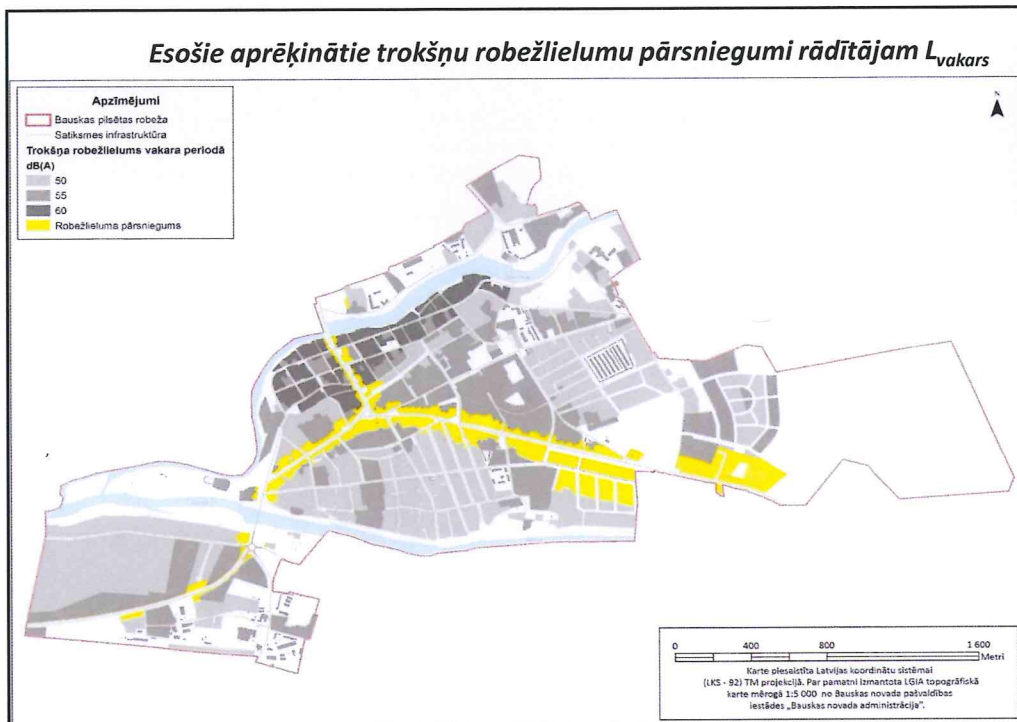 Esošie aprēķinātie trokšņu robežlielumu pārsniegumi rādītājam Lvakars
Apzīmējumi
Bauskas pilsētas robeža
Satiksmes infrastruktūra
Trokšņa robežlielums vakara periodā
dB(A)
50
55
60
Robežlieluma pārsniegums
N
0 400 800 1 600
Metri
Karte piesaistīta Latvijas koordinātu sistēmai
(LKS - 92) TM projekcijā. Par pamatni izmantota LGIA topogrāfiskā
karte mērogā 1:5 000 no Bauskas novada pašvaldības
iestādes „Bauskas novada administrācija".